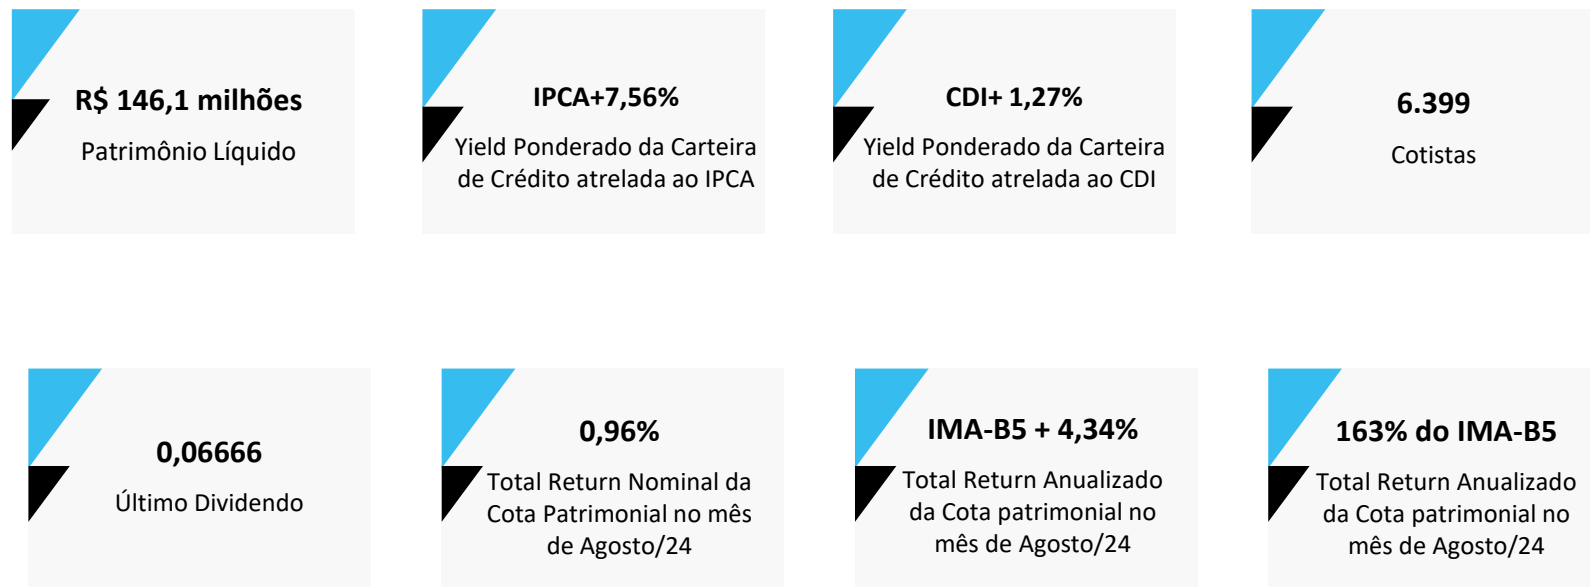 R$ 146,1 milhões
Patrimônio Líquido
IPCA+7,56%
Yield Ponderado da Carteira
de Crédito atrelada ao IPCA
CDI+ 1,27%
Yield Ponderado da Carteira
de Crédito atrelada ao CDI
6.399
Cotistas
0,06666
Último Dividendo
0,96%
Total Return Nominal da
Cota Patrimonial no mês
de Agosto/24
IMA-B5 + 4,34%
Total Return Anualizado
da Cota patrimonial no
mês de Agosto/24
163% do IMA-B5
Total Return Anualizado
da Cota patrimonial no
mês de Agosto/24